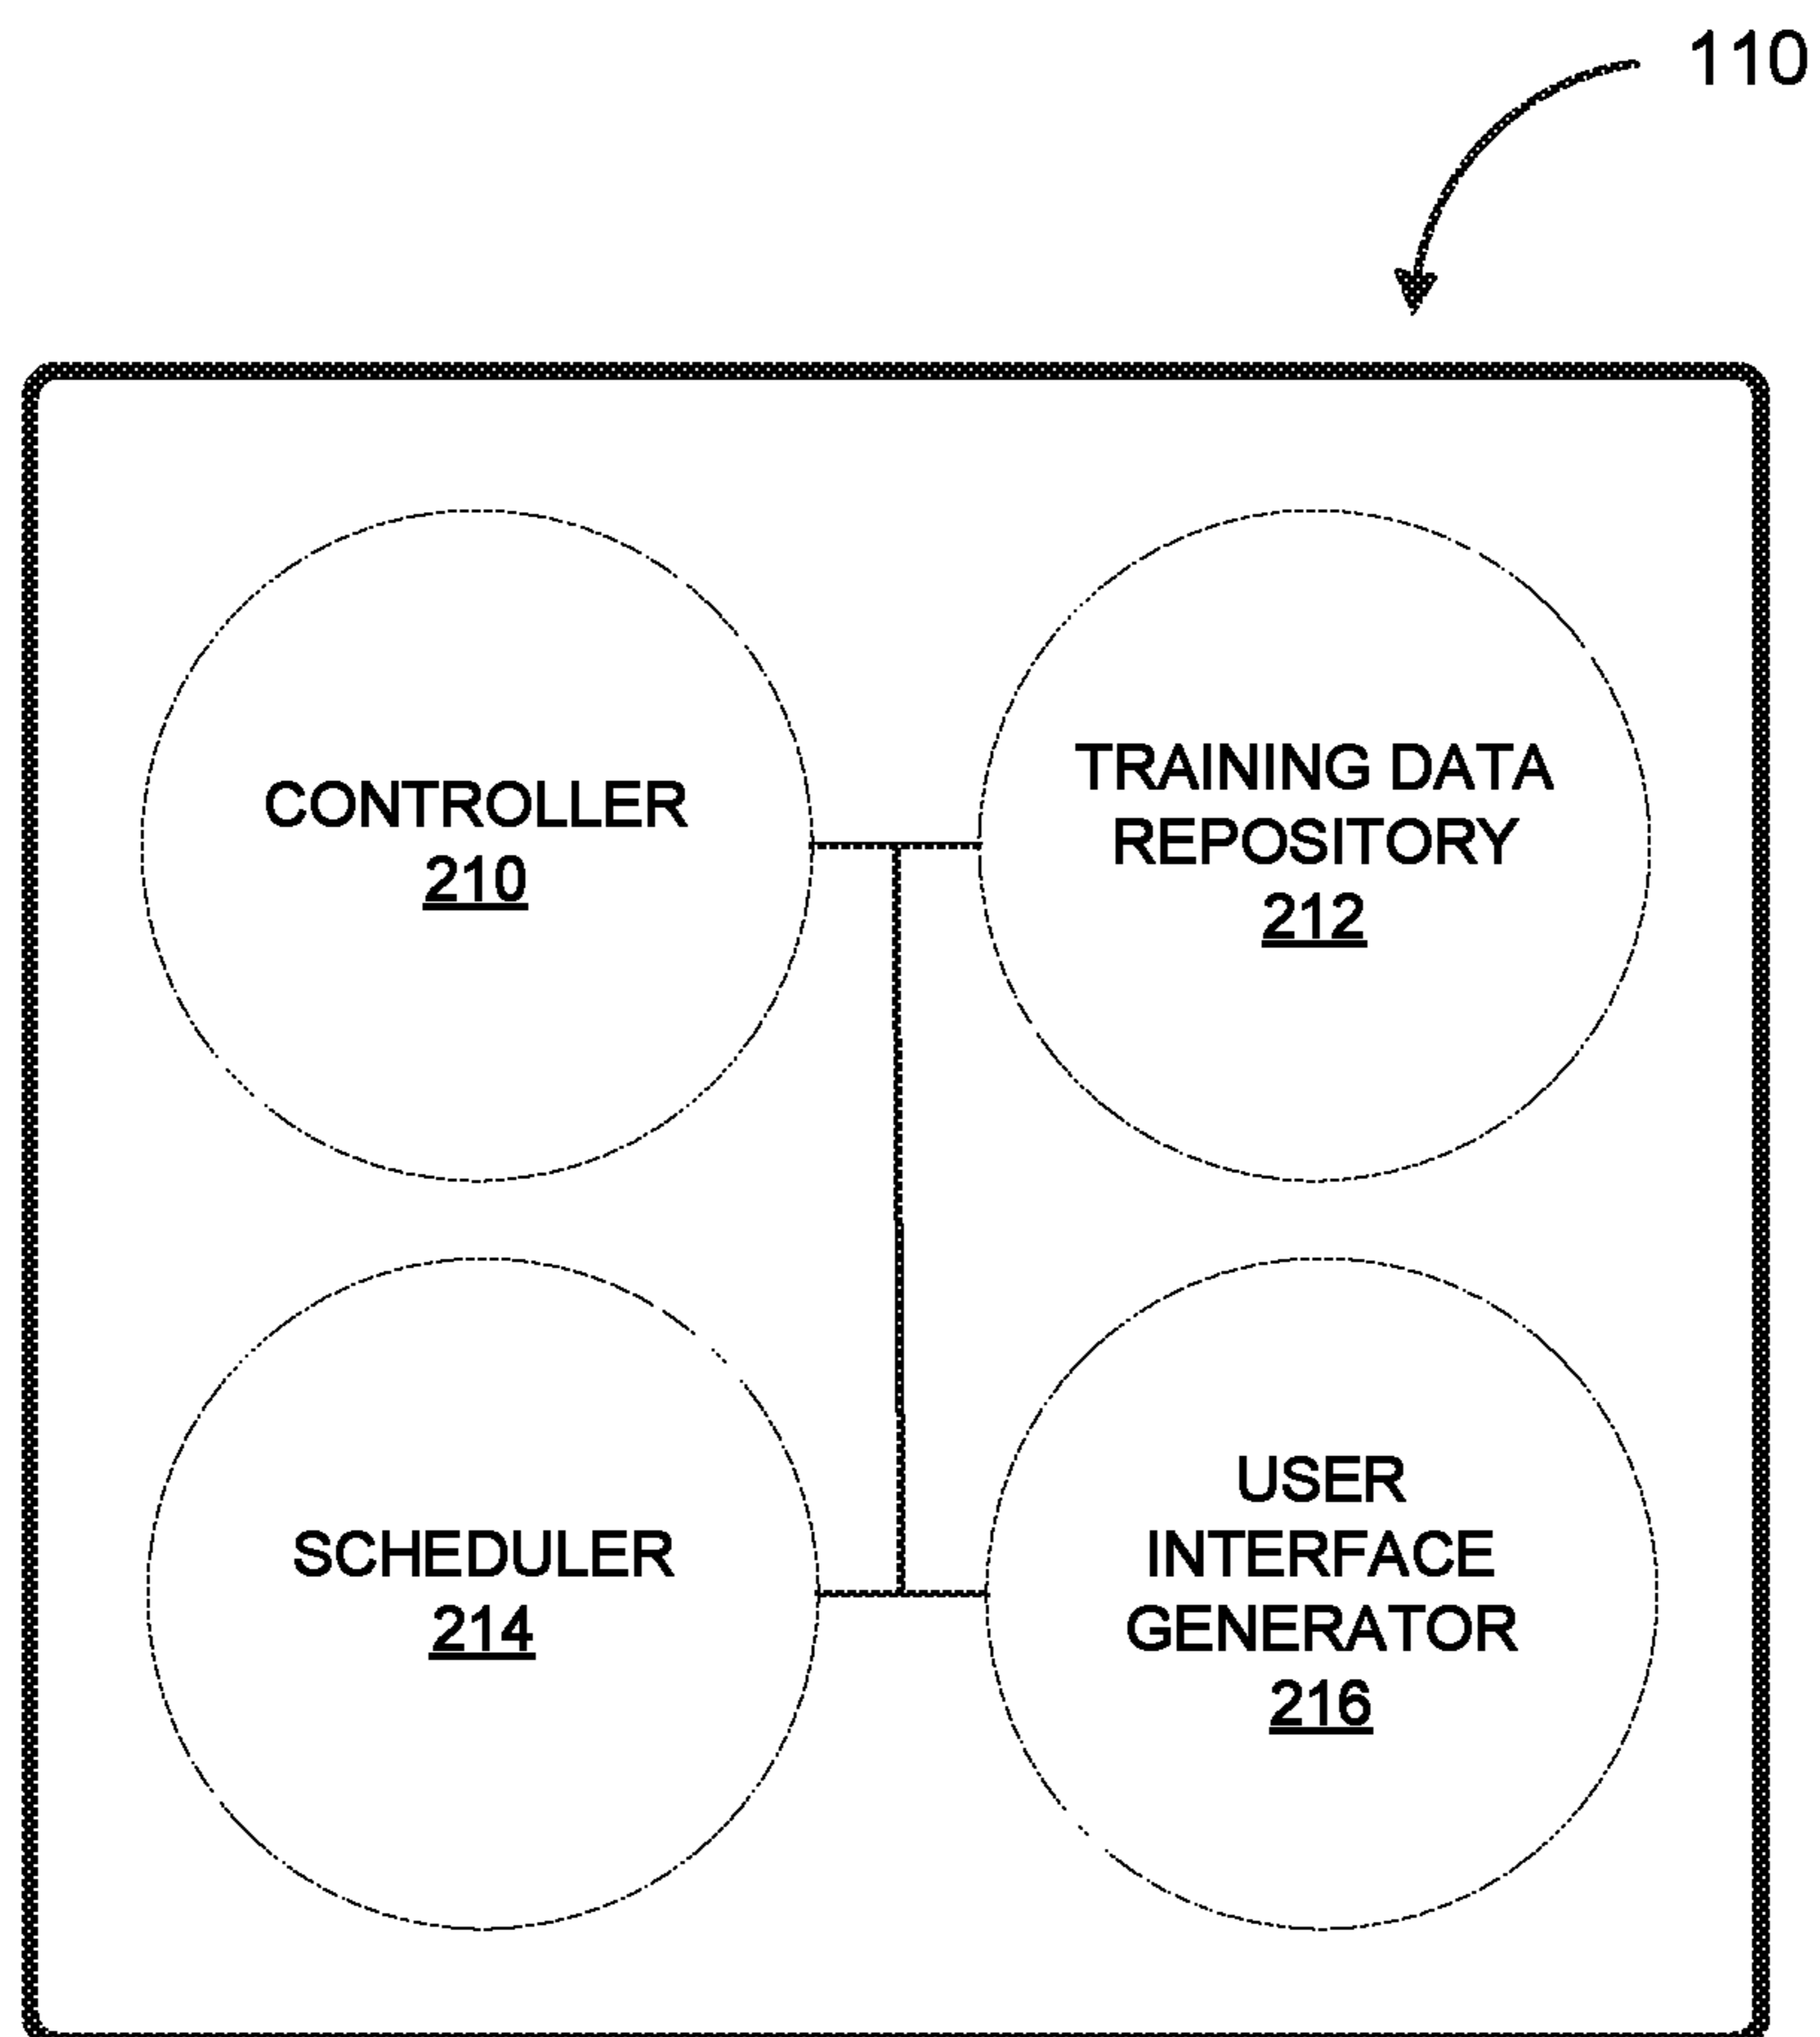 110
CONTROLLER
210
TRAINING DATA
REPOSITORY
212
SCHEDULER
214
USER
INTERFACE
GENERATOR
216